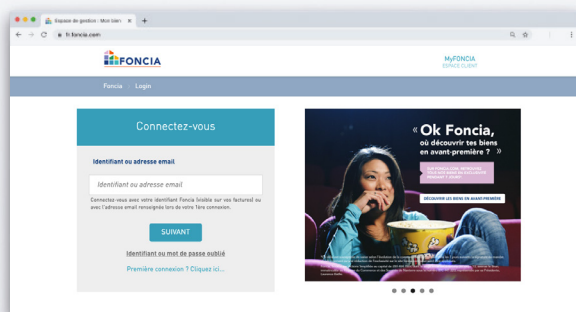 Espace de gestion : Mon bien
fr.foncia.com
FONCIA
MyFONCIA
ESPACE CLIENT
Foncia / Login
Connectez-vous
Identifiant ou adresse email
Identifiant ou adresse email
Connectez-vous avec votre identifiant Foncia (visible sur vos factures) ou
avec l'adresse email renseignée lors de votre 1ère connexion.
SUIVANT
Identifiant ou mot de passe oublié
Première connexion ? Cliquez ici...
« Ok Foncia,
où découvrir tes biens
en avant-première ? »
DÉCOUVRIR LES BIENS EN AVANT-PREMIÈRE